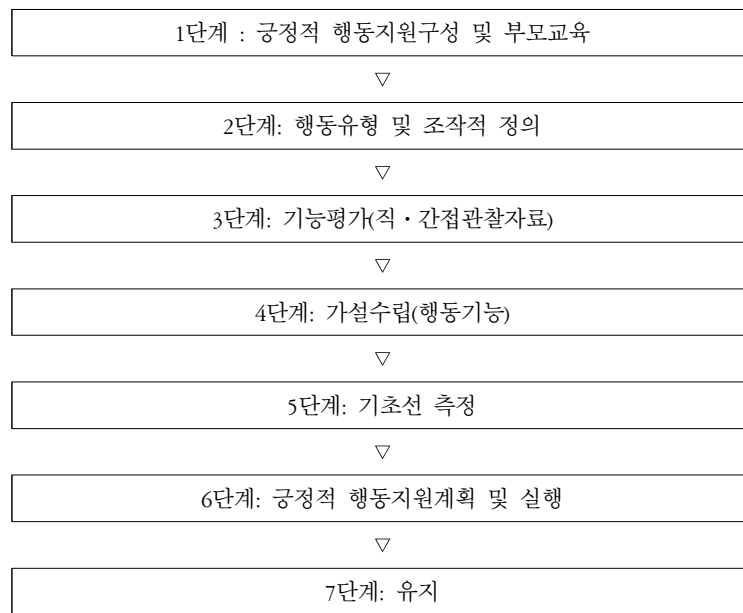 1단계 : 긍정적 행동지원구성 및 부모교육
▽
2단계: 행동유형 및 조작적 정의
▽
3단계: 기능평가(직・간접관찰자료)
▽
4단계: 가설수립(행동기능)
▽
5단계: 기초선 측정
▽
6단계: 긍정적 행동지원계획 및 실행
▽
7단계: 유지